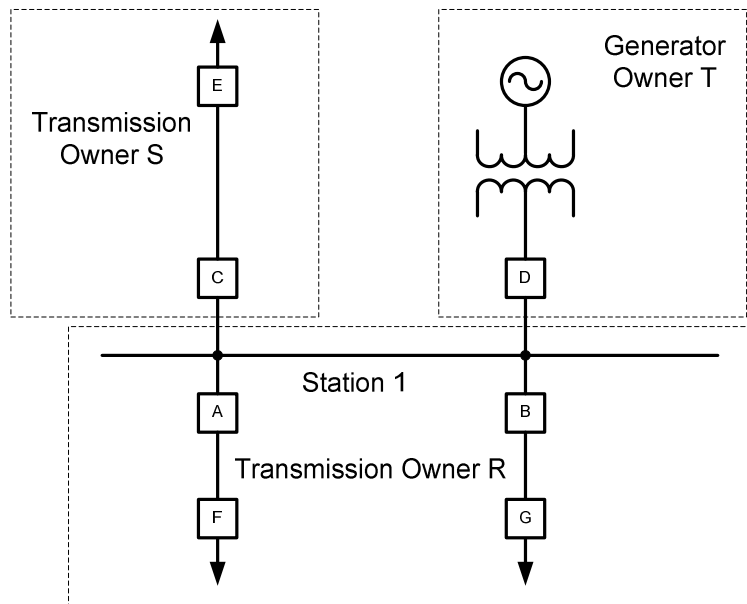 E
Transmission
Owner S
C
Generator
Owner T
D
Station 1
A
B
Transmission Owner R
F
G